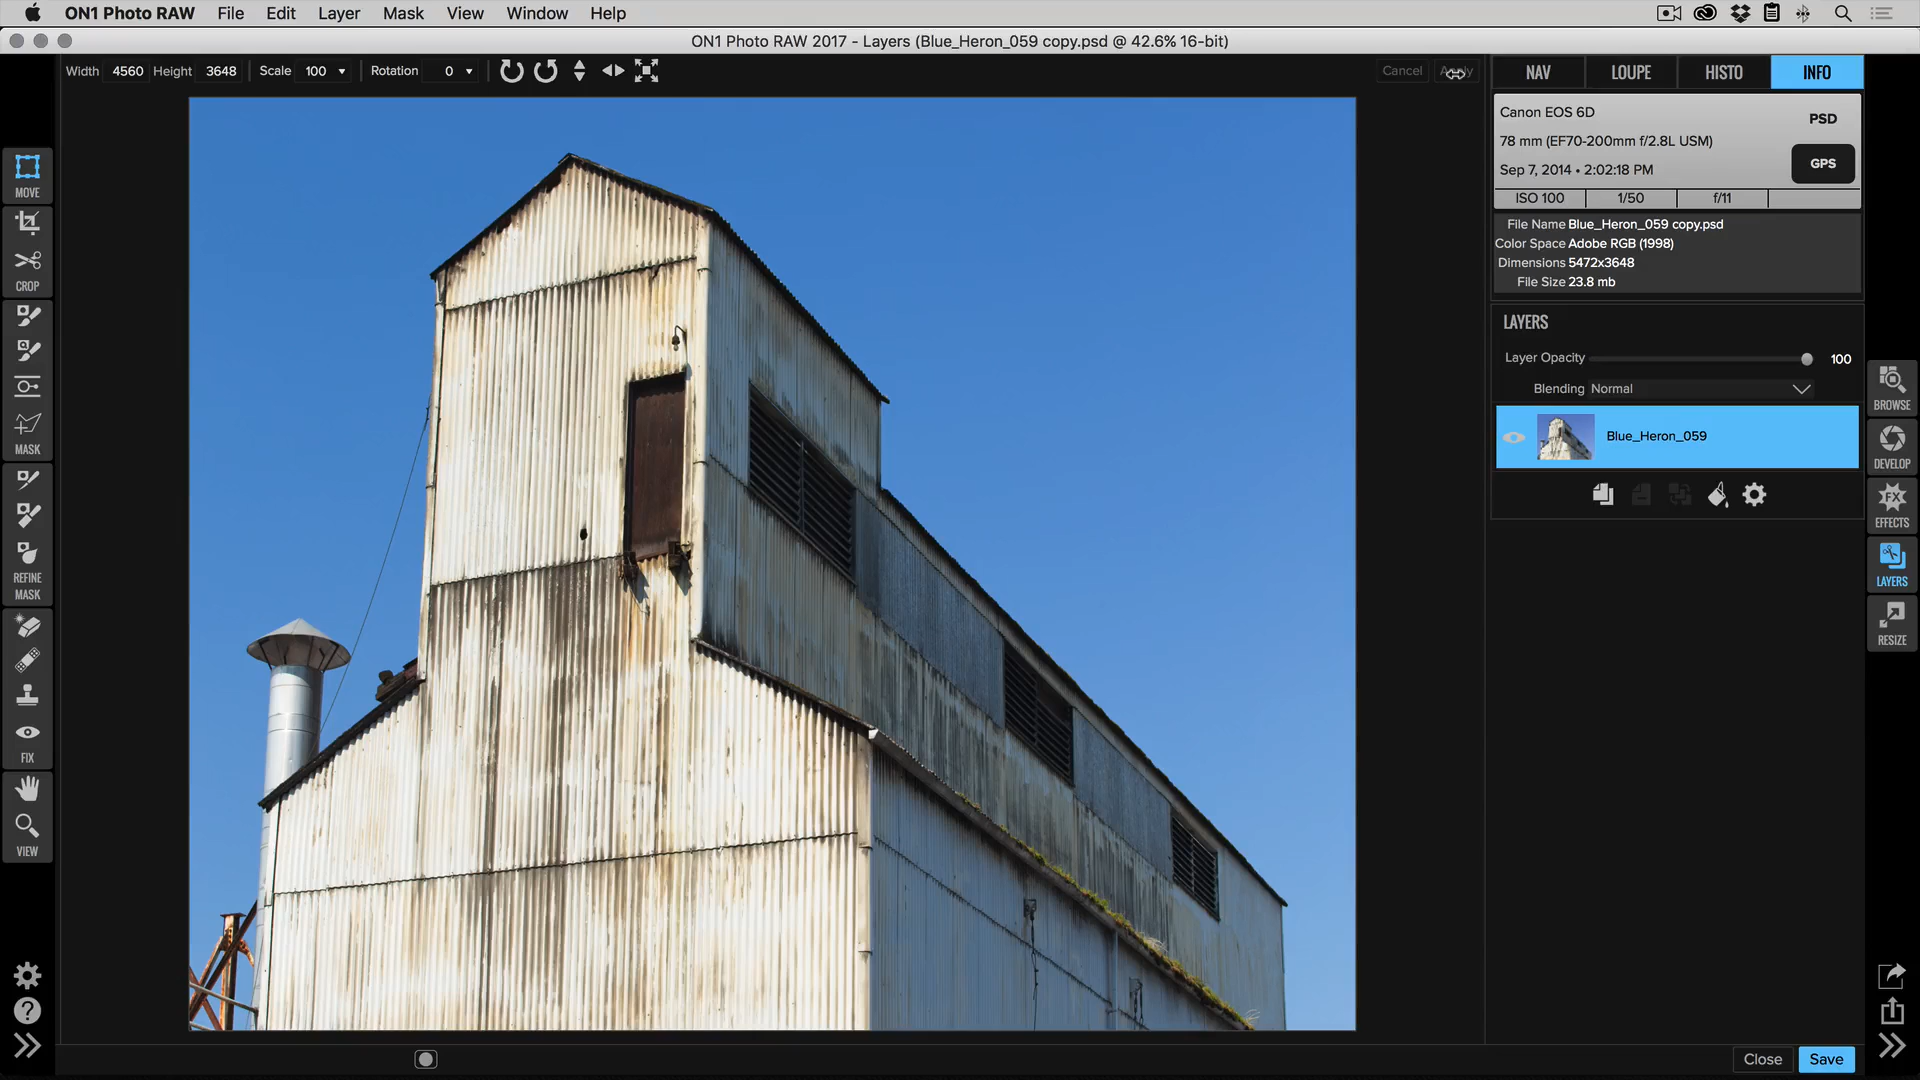 ON1 Photo RAW File Edit Layer Mask View Window Help
ON1 Photo RAW 2017 - Layers (Blue_Heron_059 copy.psd @ 42.6% 16-bit)
Width 4560 Height 3648 Scale 100 Rotation 0 Cancel Apply
NAV LOUPE HISTO INFO
Canon EOS 6D
PSD
78 mm (EF70-200mm f/2.8L USM)
GPS
Sep 7, 2014 • 2:02:18 PM
ISO 100 1/50 f/11
File Name Blue_Heron_059 copy.psd
Color Space Adobe RGB (1998)
Dimensions 5472x3648
File Size 23.8 mb
LAYERS
Layer Opacity 100
Blending Normal
Blue_Heron_059
MOVE
CROP
MASK
REFINE
MASK
FIX
VIEW
BROWSE
DEVELOP
FX
EFFECTS
LAYERS
RESIZE
Close Save